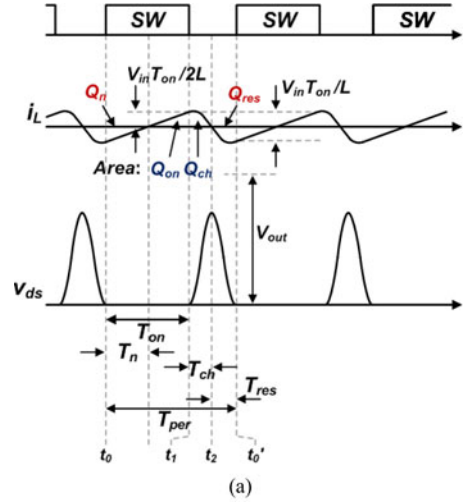 SW SW SW
V_in T_on /2L V_in T_on /L
Q_n Q_res
i_L
Area: Q_on Q_ch
V_out
v_ds
T_on
T_n
T_ch
T_res
T_per
t_0 t_1 t_2 t_0'
(a)